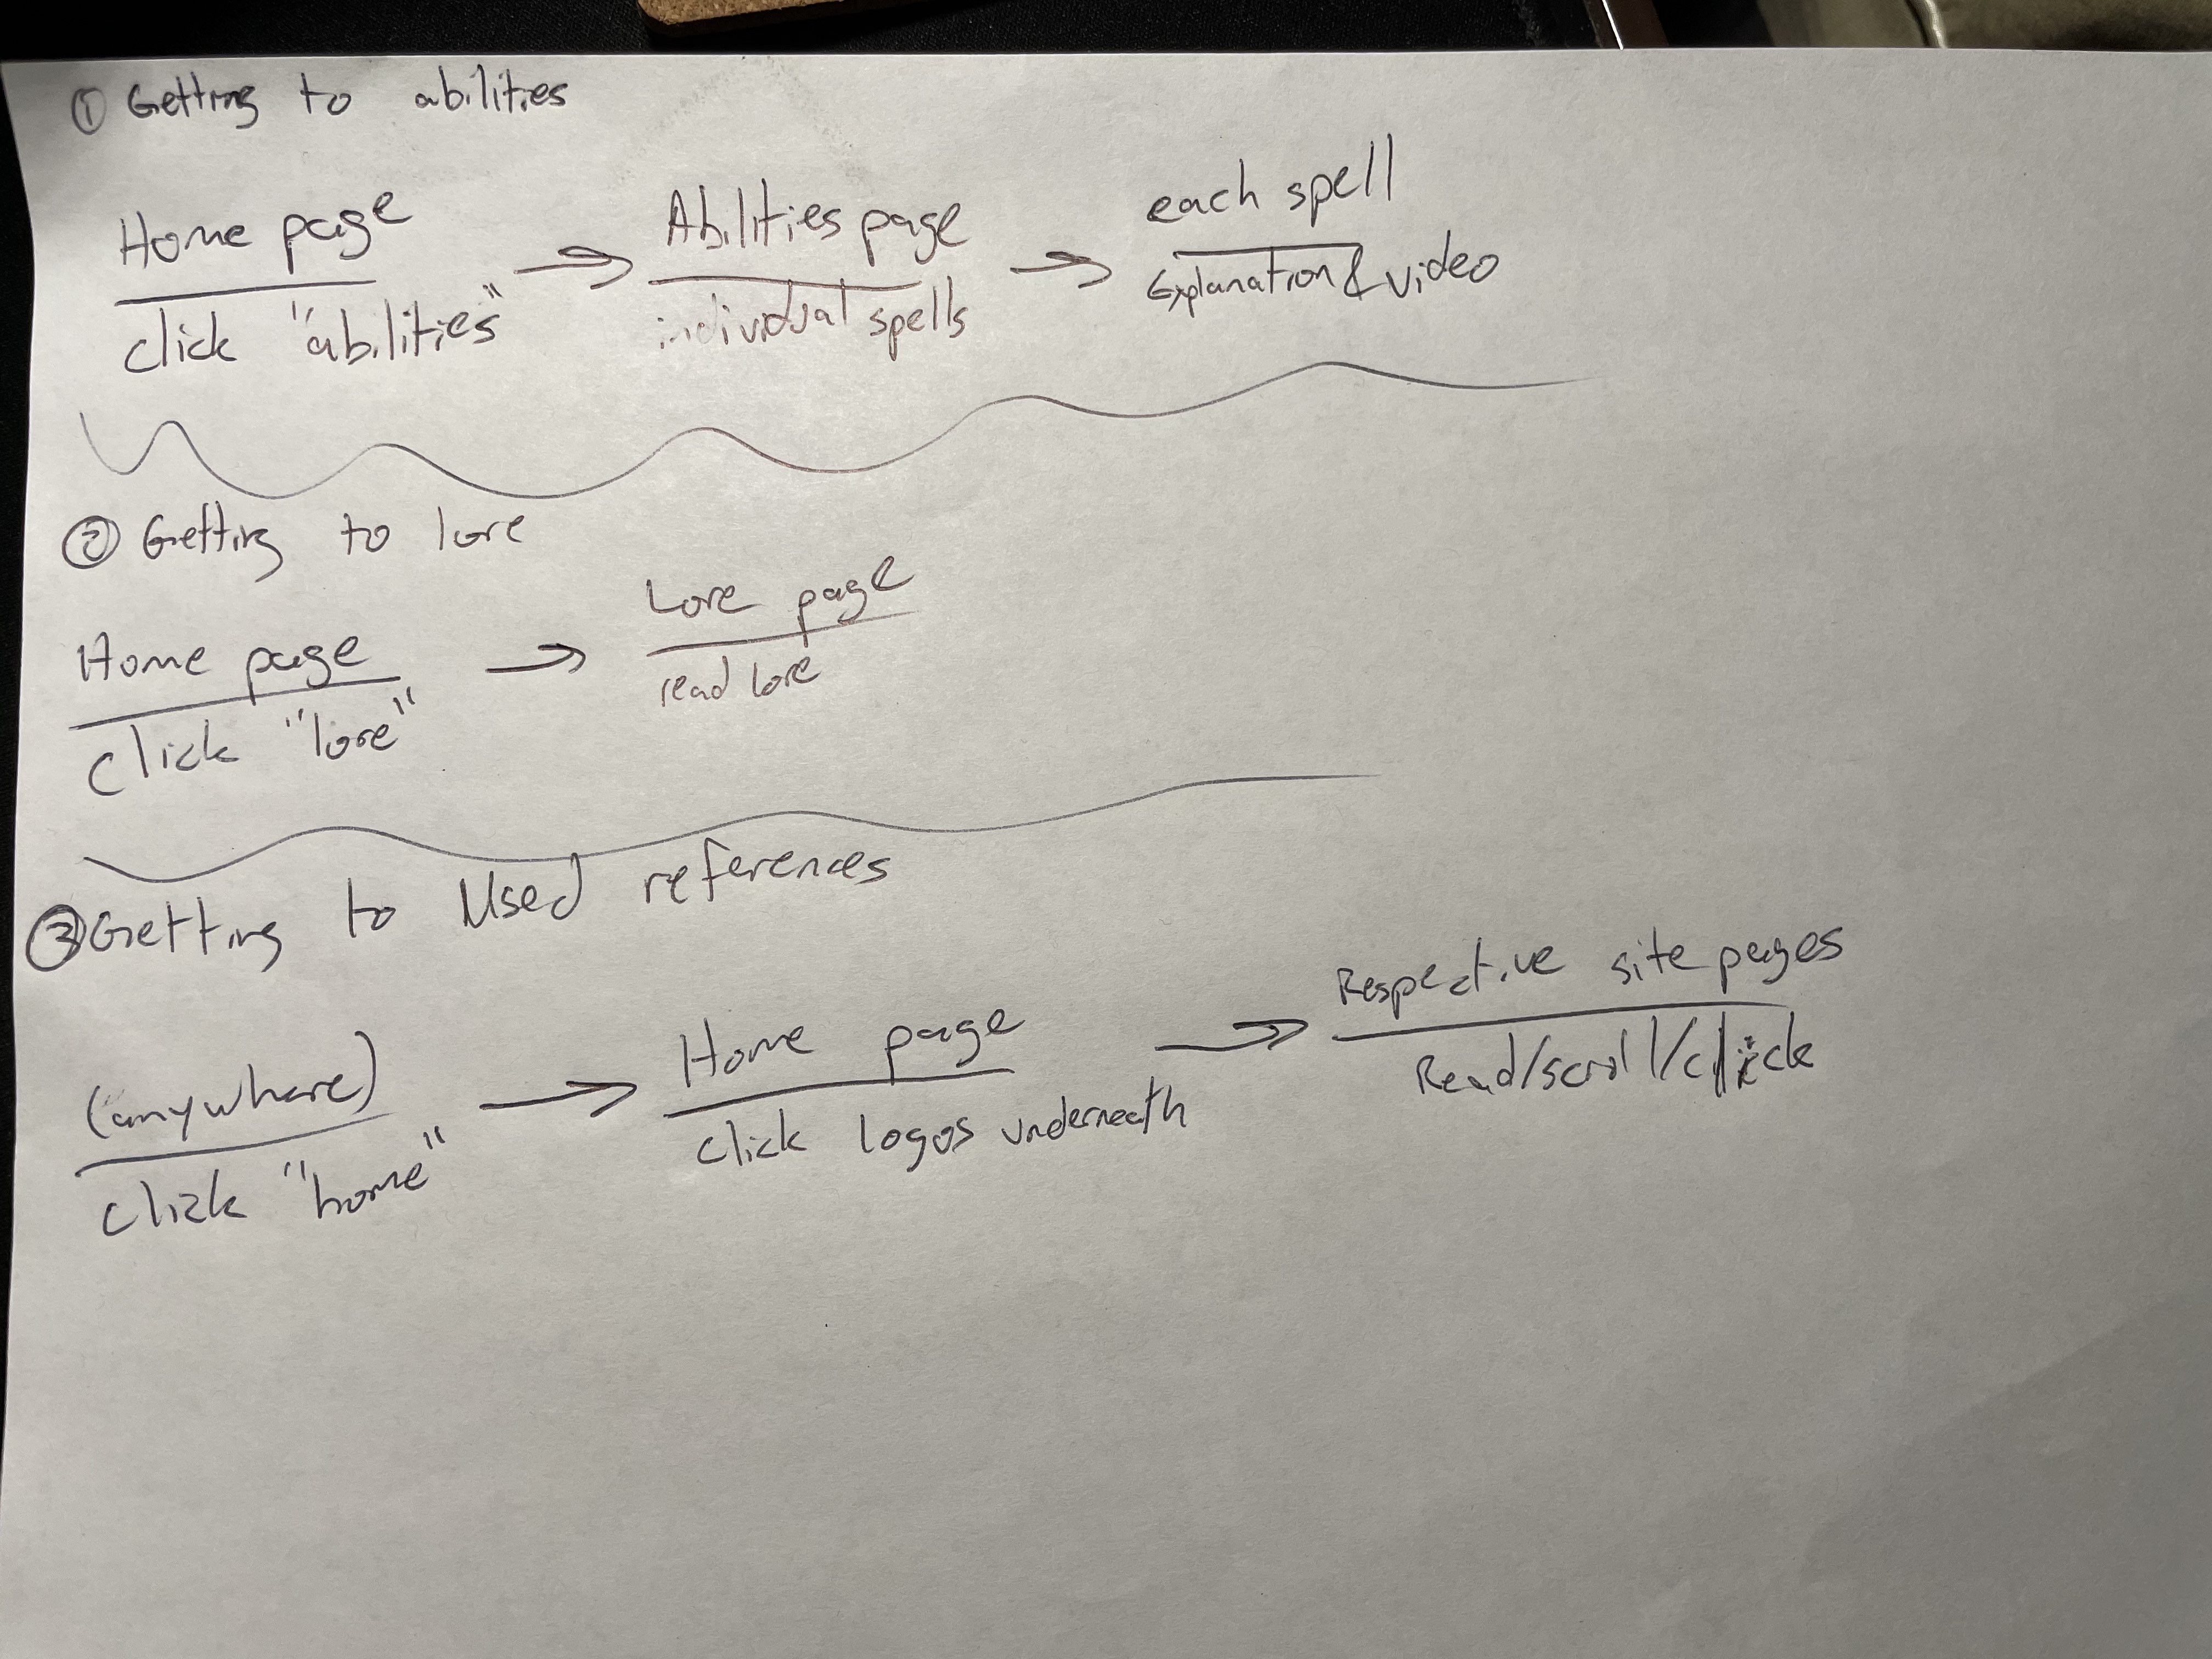 ① Getting to abilities
Home page → Abilities page → each spell
click "abilities" individual spells Explanation & video
② Getting to lore
Home page → Lore page
click "lore" read lore
③ Getting to Used references
(anywhere) → Home page → Respective site pages
click "home" click logos underneath Read/scroll/click